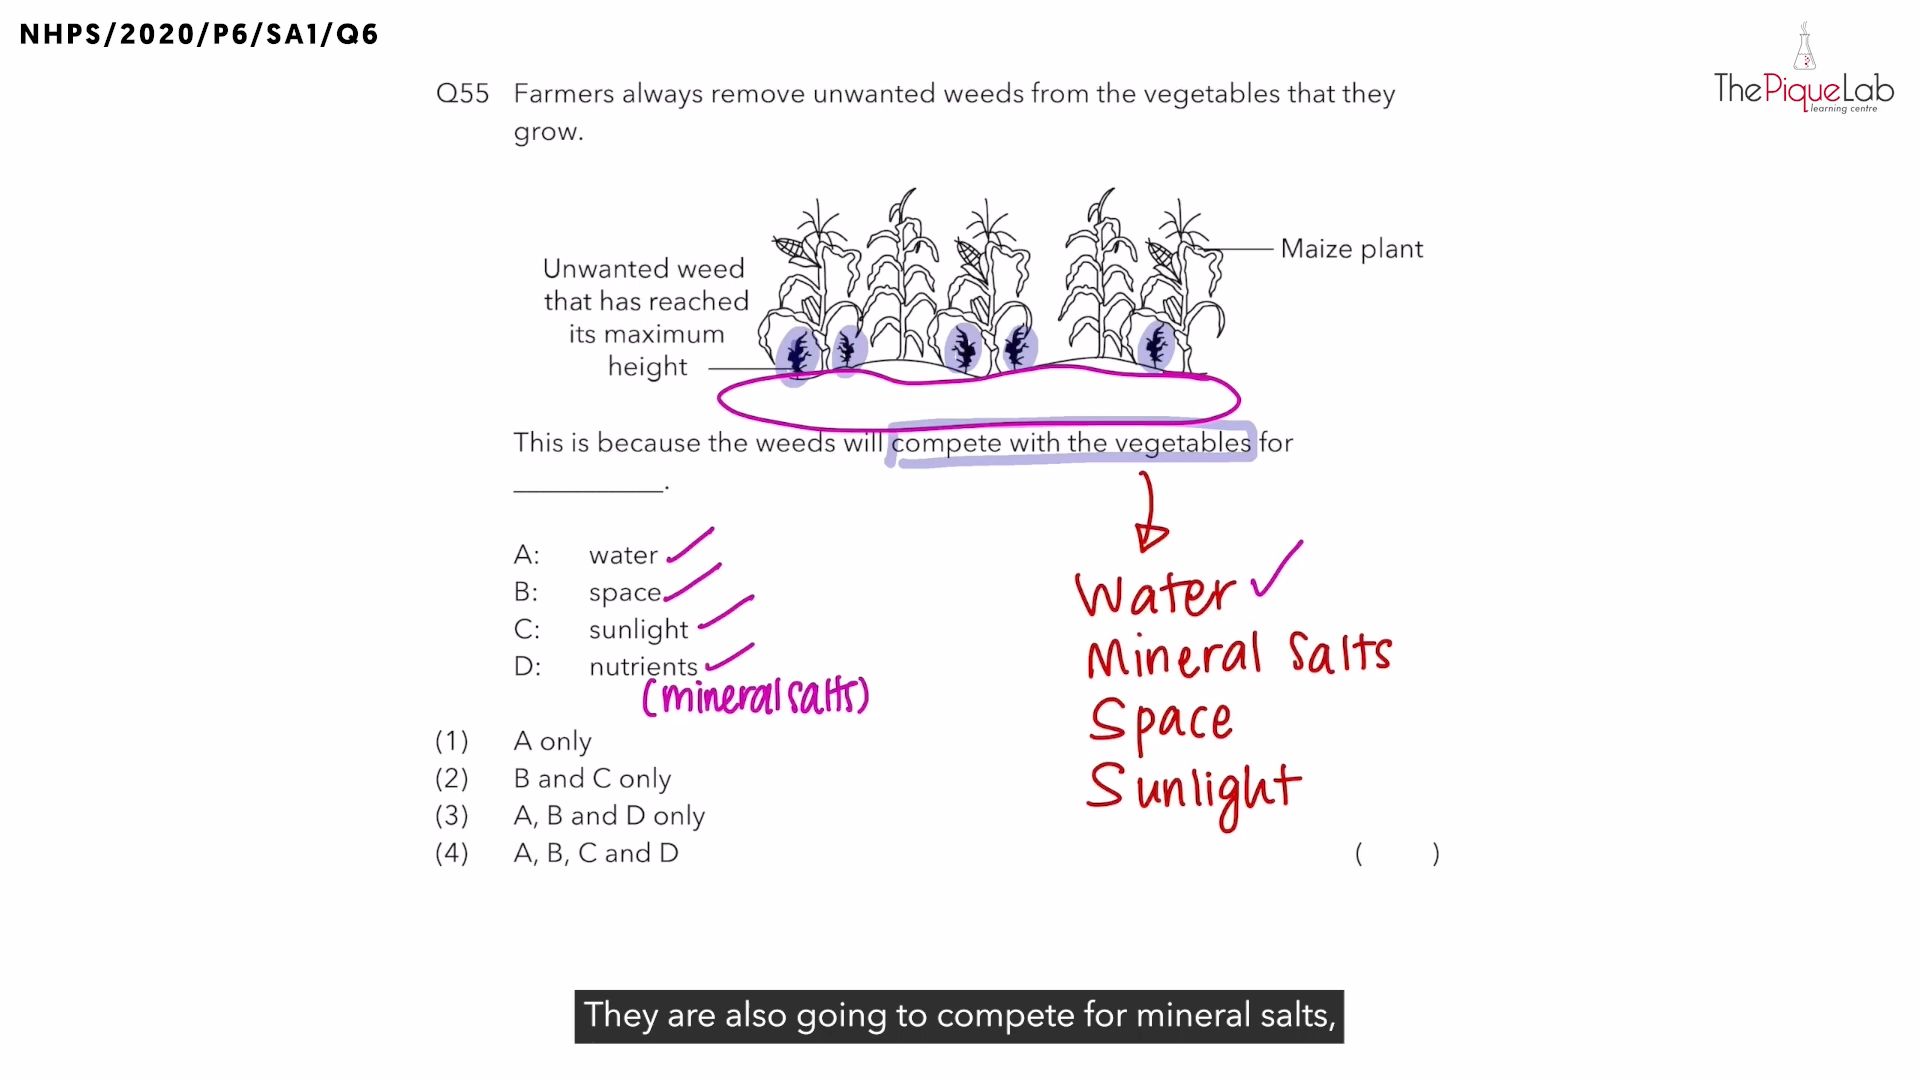 NHPS/2020/P6/SA1/Q6
ThePiqueLab
learning centre
Q55 Farmers always remove unwanted weeds from the vegetables that they
grow.
Unwanted weed
that has reached
its maximum
height
Maize plant
This is because the weeds will compete with the vegetables for
____________.
A: water
B: space
C: sunlight
D: nutrients
(mineral salts)
Water
Mineral Salts
Space
Sunlight
(1) A only
(2) B and C only
(3) A, B and D only
(4) A, B, C and D ( )
They are also going to compete for mineral salts,